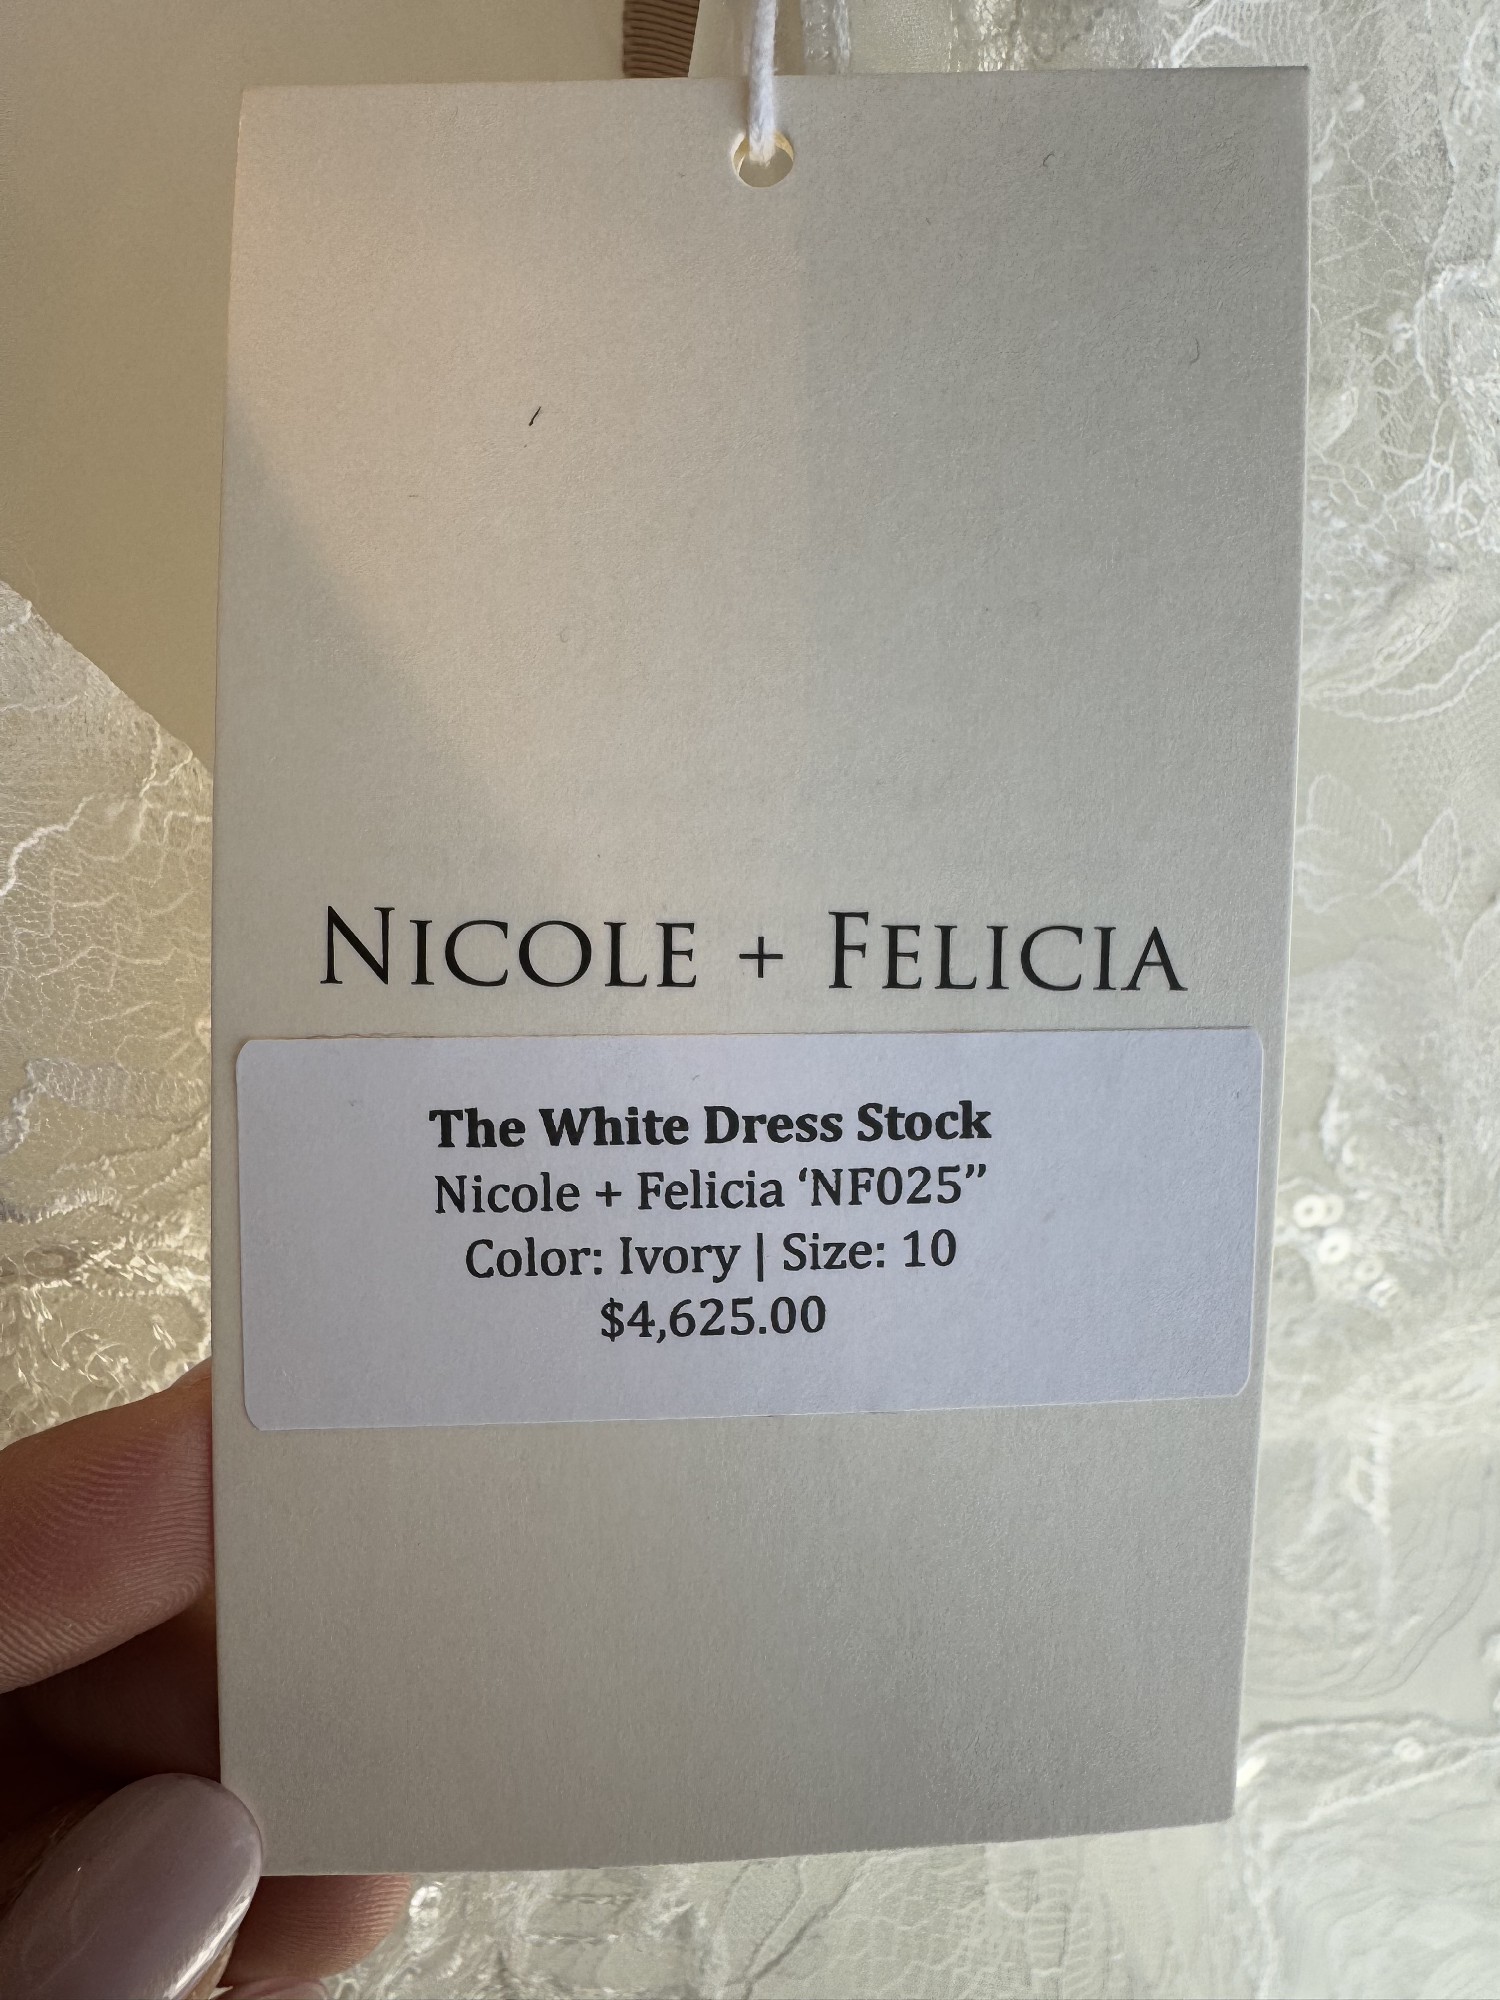 NICOLE + FELICIA
The White Dress Stock
Nicole + Felicia ‘NF025”
Color: Ivory | Size: 10
$4,625.00